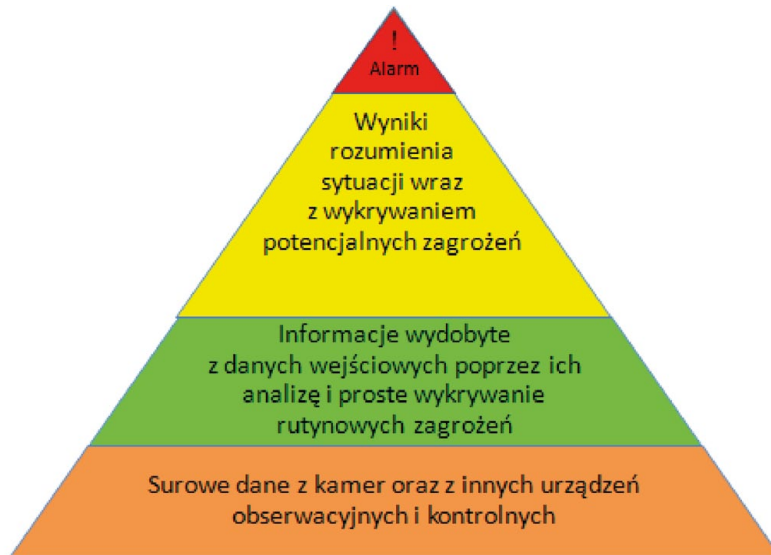 !
Alarm
Wyniki
rozumienia
sytuacji wraz
z wykrywaniem
potencjalnych zagrożeń
Informacje wydobyte
z danych wejściowych poprzez ich
analizę i proste wykrywanie
rutynowych zagrożeń
Surowe dane z kamer oraz z innych urządzeń
obserwacyjnych i kontrolnych